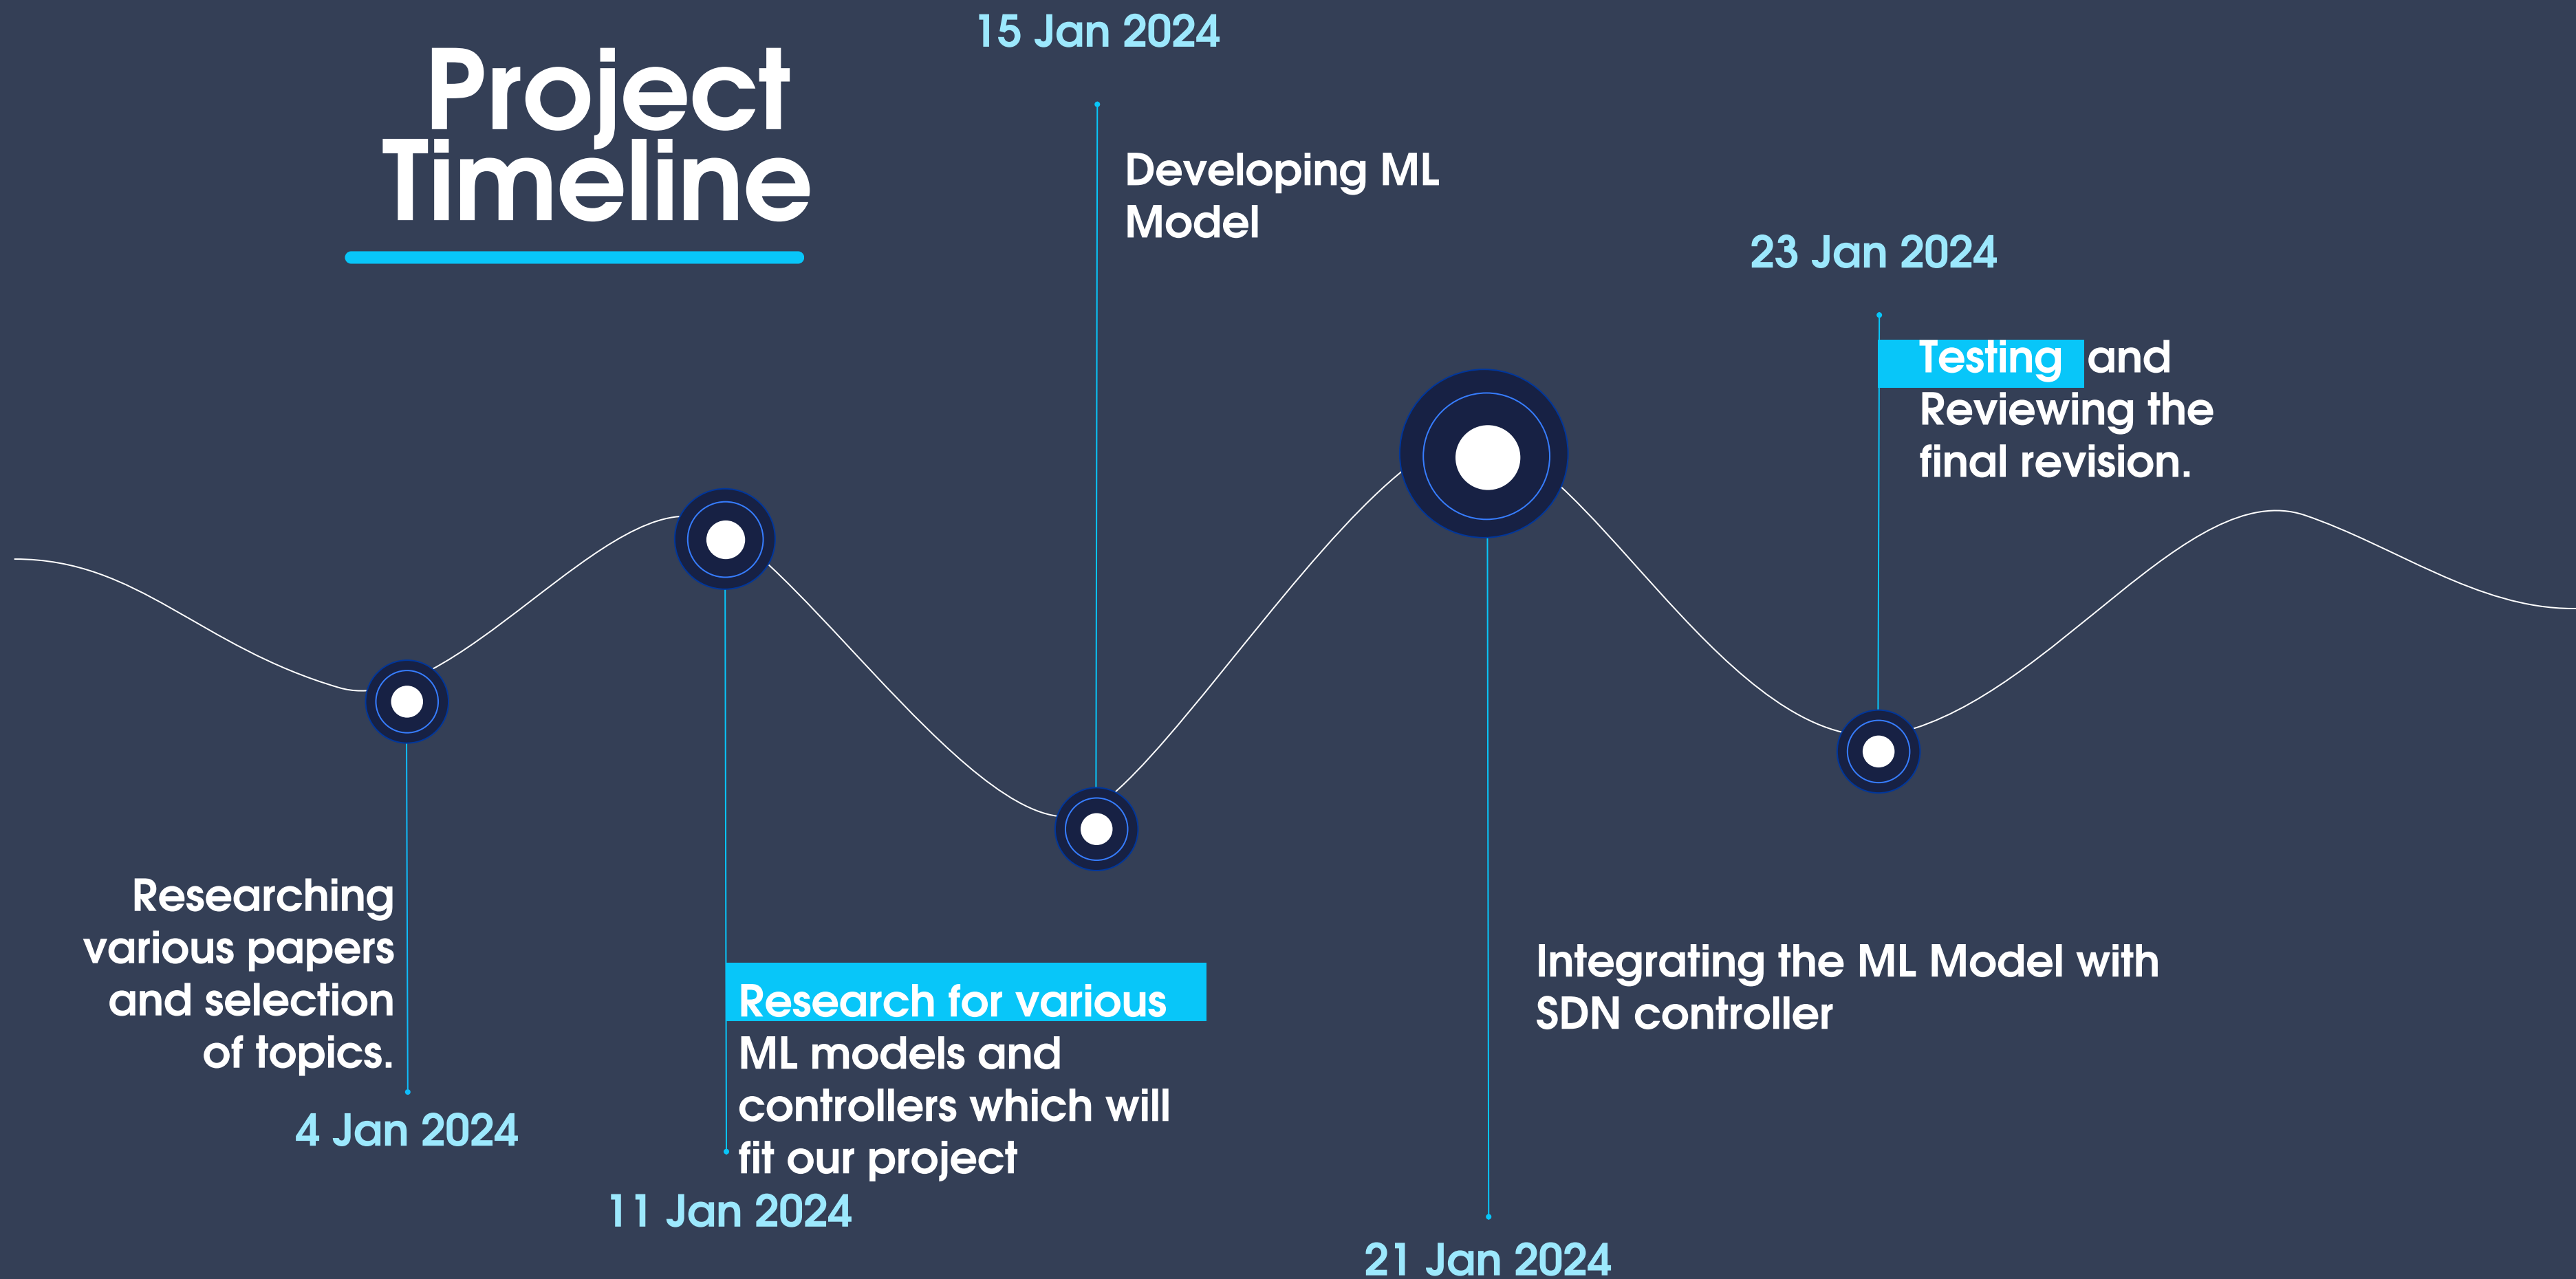 Project
Timeline
4 Jan 2024
Researching
various papers
and selection
of topics.
11 Jan 2024
Research for various
ML models and
controllers which will
fit our project
15 Jan 2024
Developing ML
Model
21 Jan 2024
Integrating the ML Model with
SDN controller
23 Jan 2024
Testing and
Reviewing the
final revision.